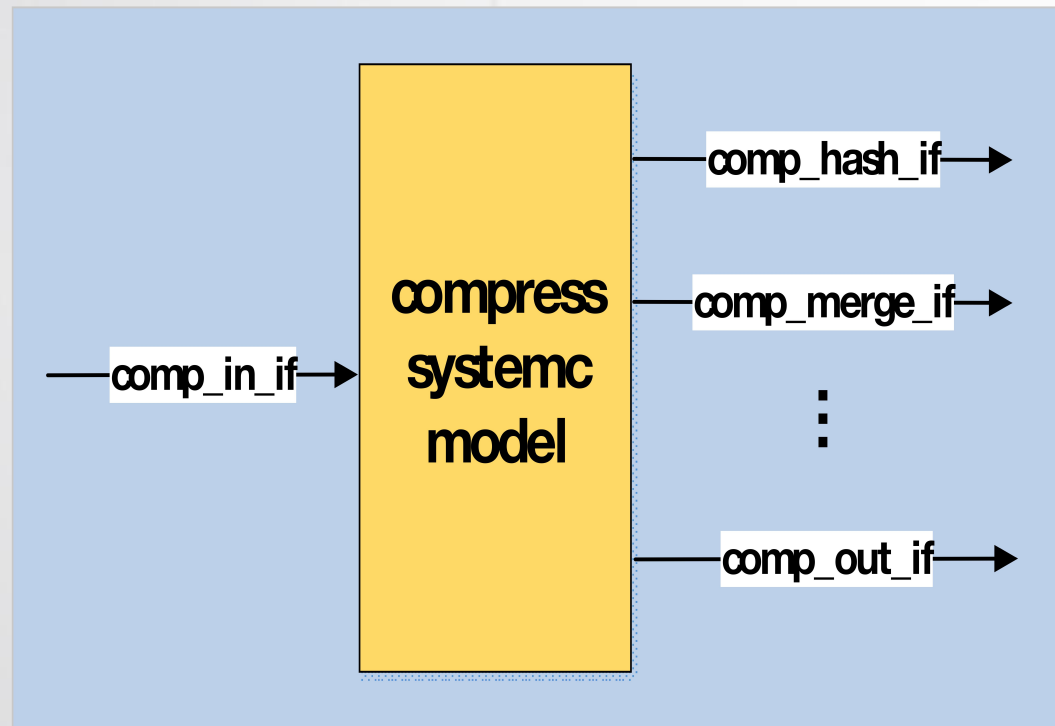 comp_hash_if
compress
systemc
model
comp_merge_if
comp_in_if
comp_out_if